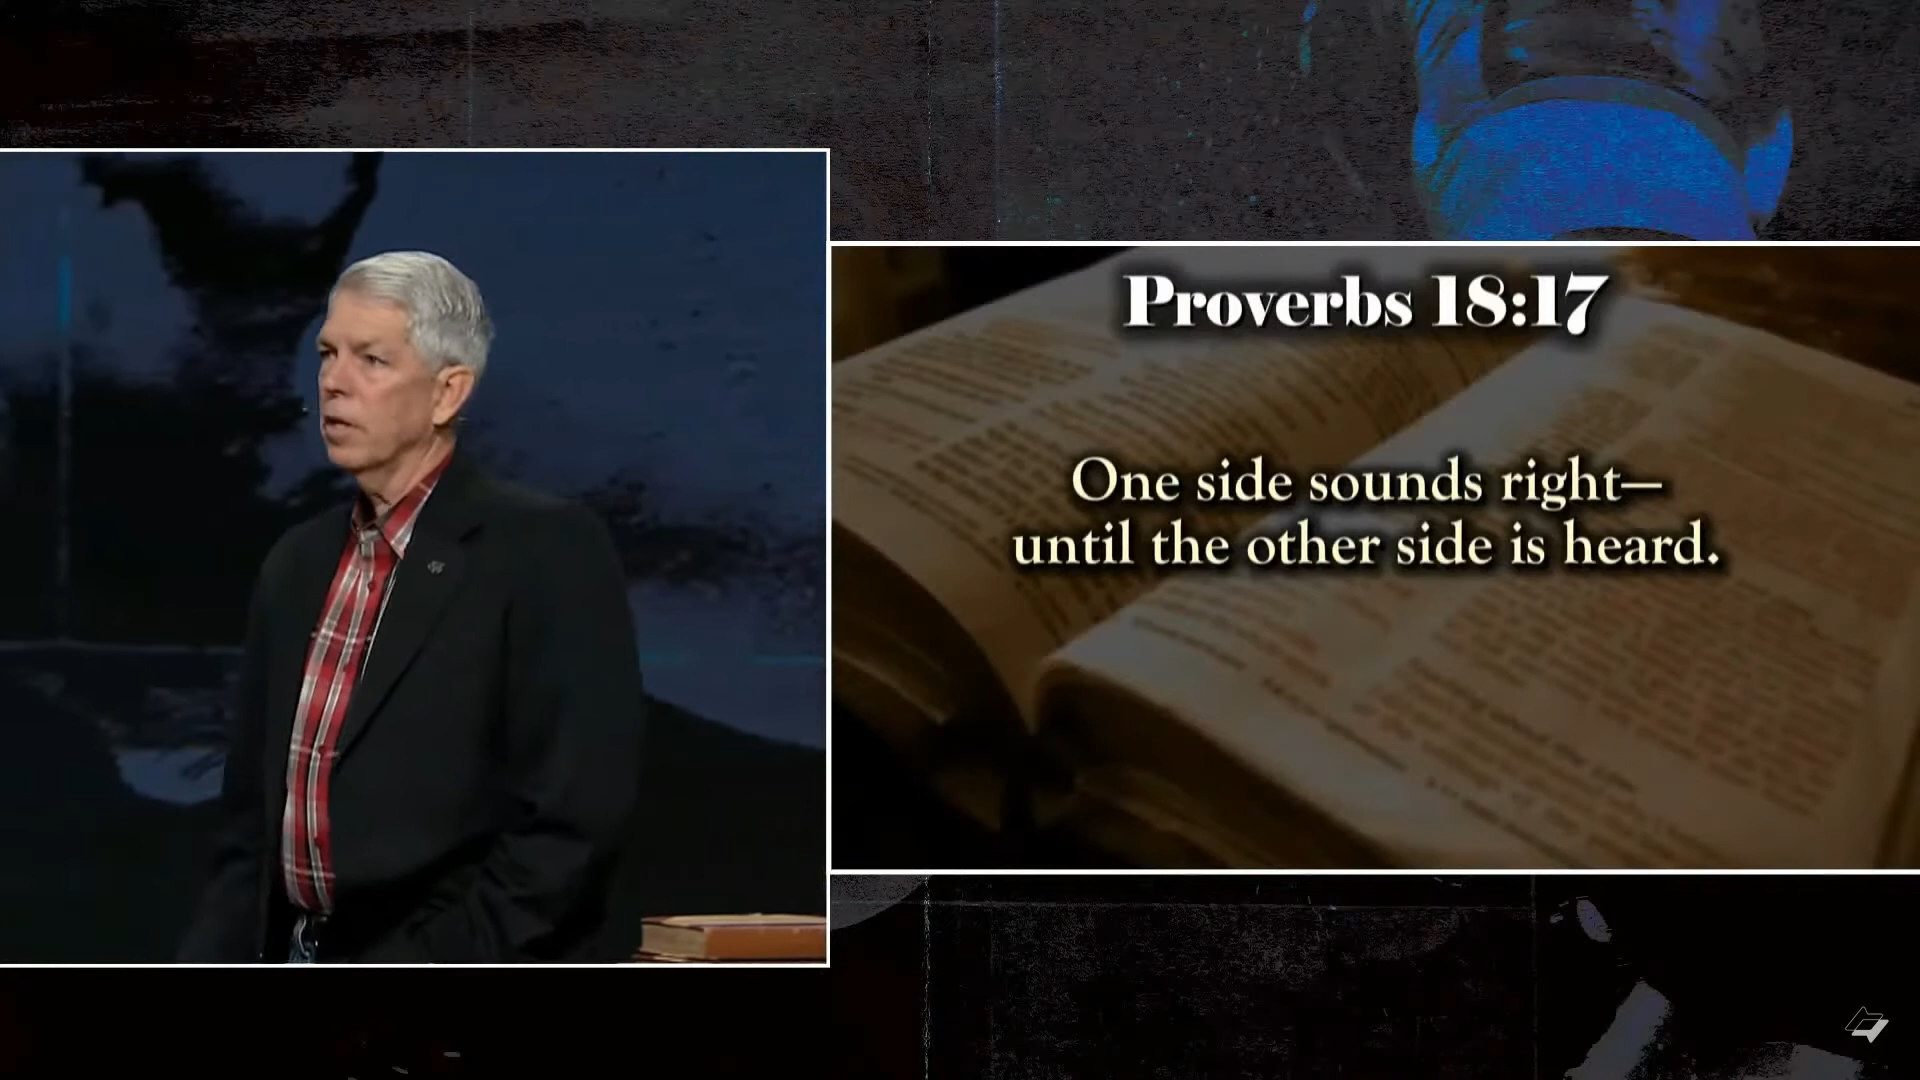 Proverbs 18:17
One side sounds right—
until the other side is heard.